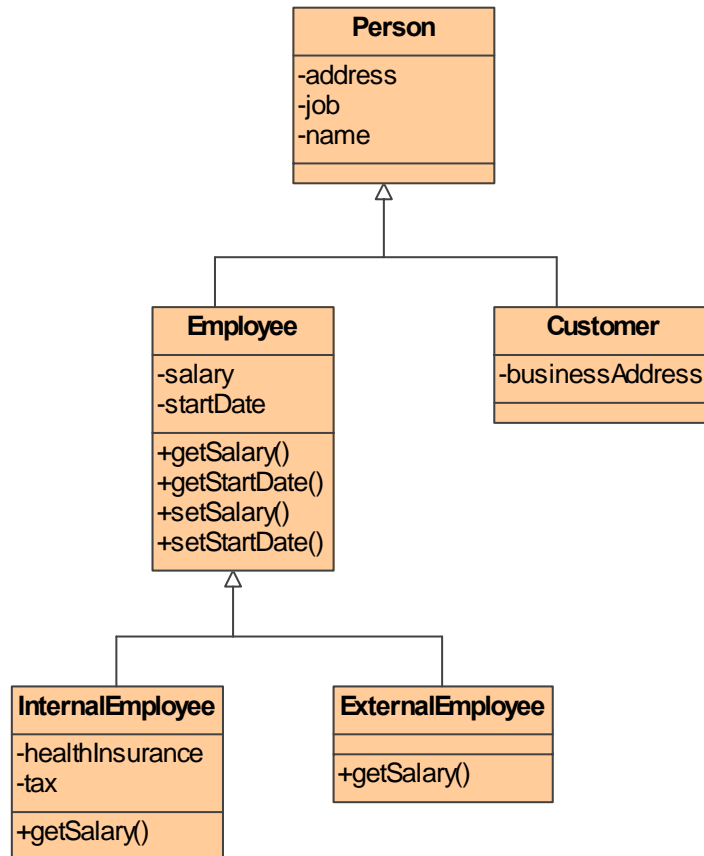 Person
-address
-job
-name
Employee
-salary
-startDate
+getSalary()
+getStartDate()
+setSalary()
+setStartDate()
Customer
-businessAddress
InternalEmployee
-healthInsurance
-tax
+getSalary()
ExternalEmployee
+getSalary()